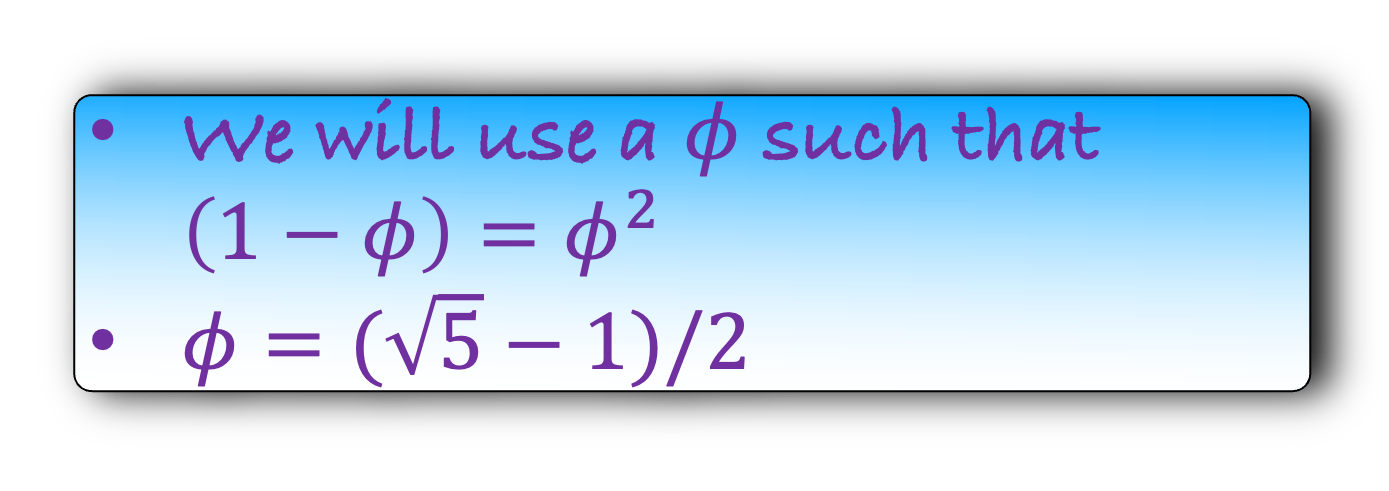 • We will use a ϕ such that
(1 − ϕ) = ϕ²
• ϕ = (√5 − 1)/2